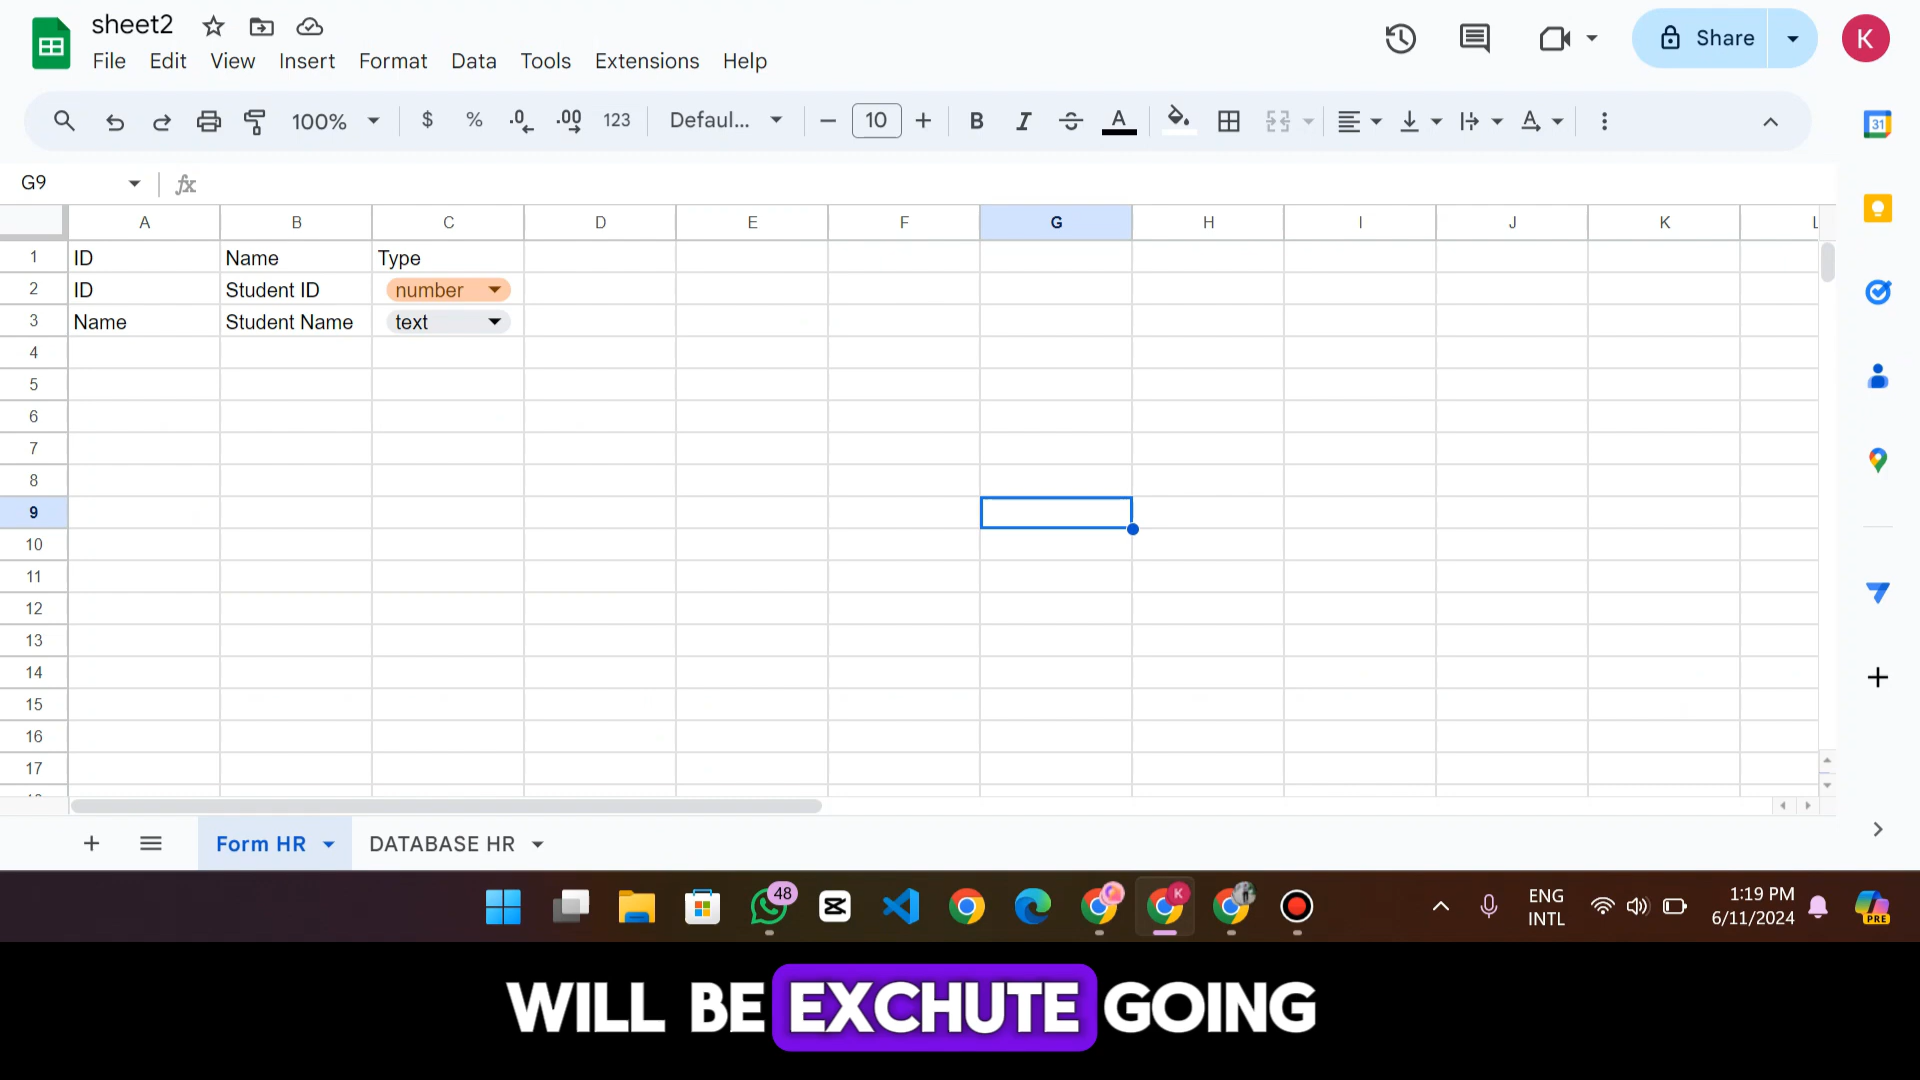 sheet2
File Edit View Insert Format Data Tools Extensions Help
Share
K
100% $ % .0 .00 123 Defaul... 10 B I A A
31
G9 fx
A B C D E F G H I J K L
1 ID Name Type
2 ID Student ID number
3 Name Student Name text
4
5
6
7
8
9
10
11
12
13
14
15
16
17
Form HR DATABASE HR
48
K
ENG
INTL
1:19 PM
6/11/2024
PRE
WILL BE EXCHUTE GOING